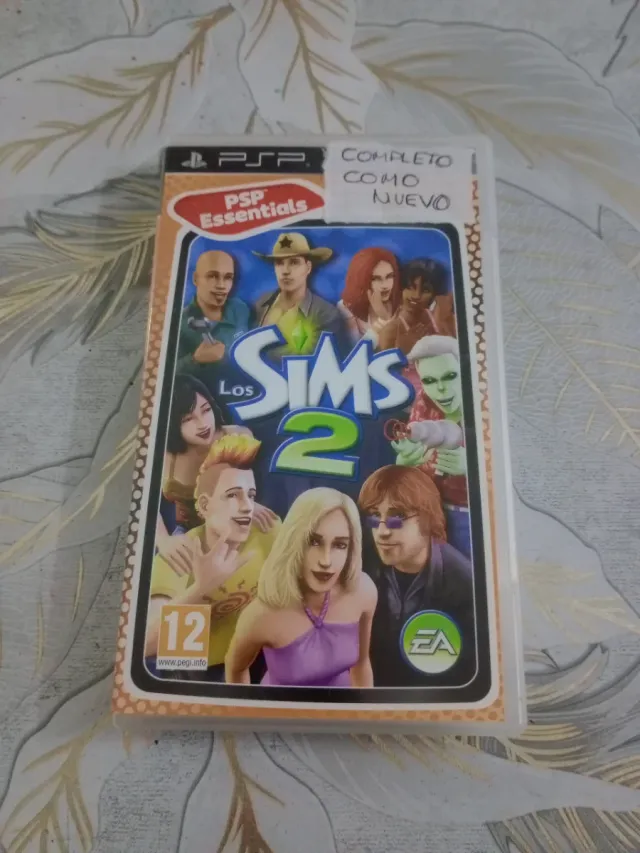 PSP
COMPLETO
COMO
NUEVO
PSP
Essentials
Los
SIMS
2
12
www.pegi.info
EA